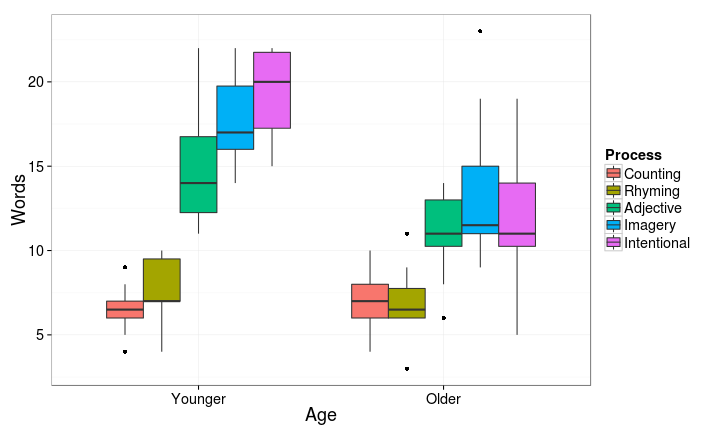 Words
20
15
10
5
Younger
Older
Age
Process
Counting
Rhyming
Adjective
Imagery
Intentional